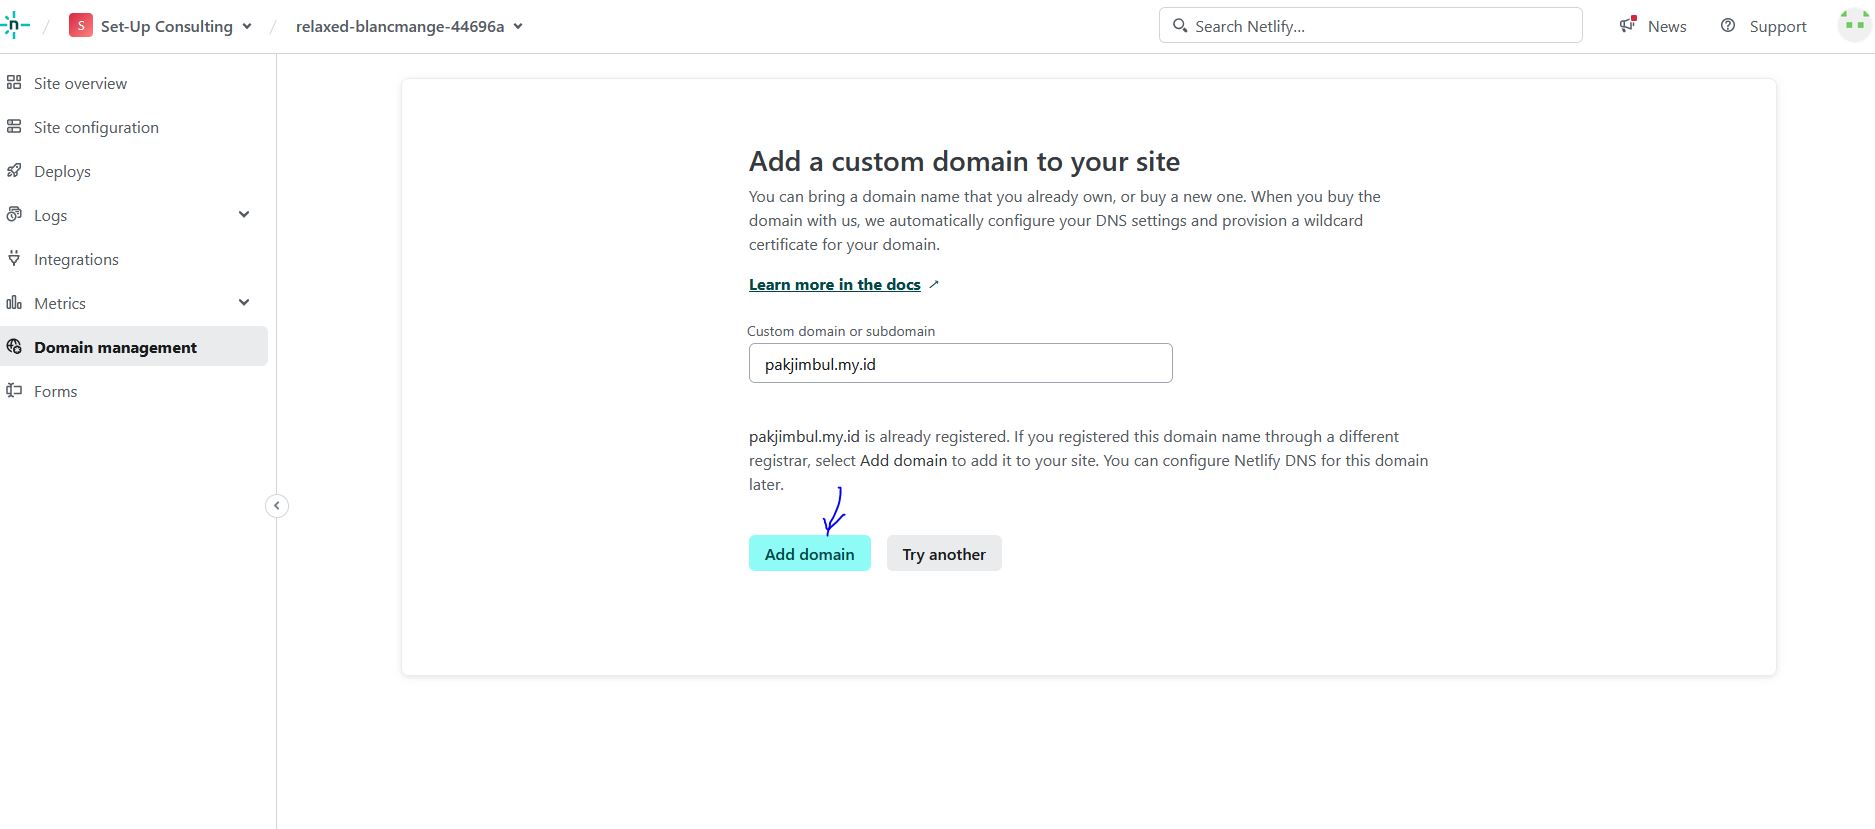 n / S Set-Up Consulting / relaxed-blancmange-44696a
Search Netlify...
News
Support
Site overview
Site configuration
Deploys
Logs
Integrations
Metrics
Domain management
Forms
Add a custom domain to your site
You can bring a domain name that you already own, or buy a new one. When you buy the
domain with us, we automatically configure your DNS settings and provision a wildcard
certificate for your domain.
Learn more in the docs ↗
Custom domain or subdomain
pakjimbul.my.id
pakjimbul.my.id is already registered. If you registered this domain name through a different
registrar, select Add domain to add it to your site. You can configure Netlify DNS for this domain
later.
Add domain
Try another